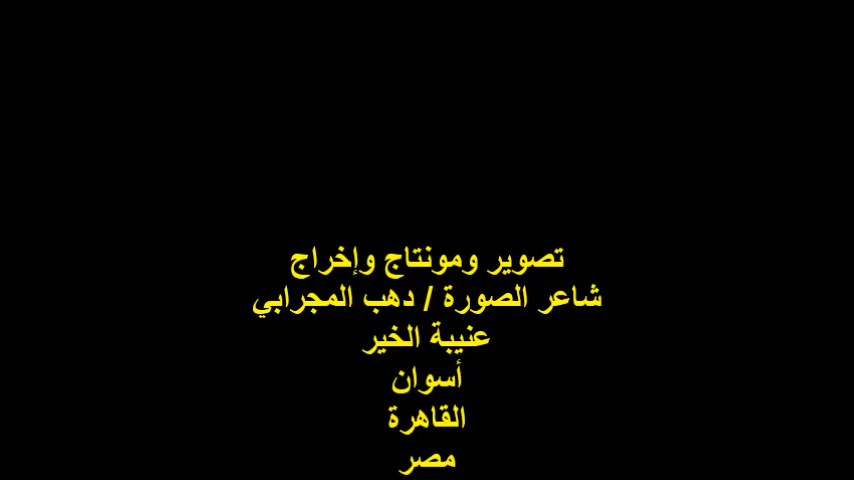 تصوير ومونتاج وإخراج
شاعر الصورة / دهب المجرابي
عنيبة الخير
أسوان
القاهرة
مصر